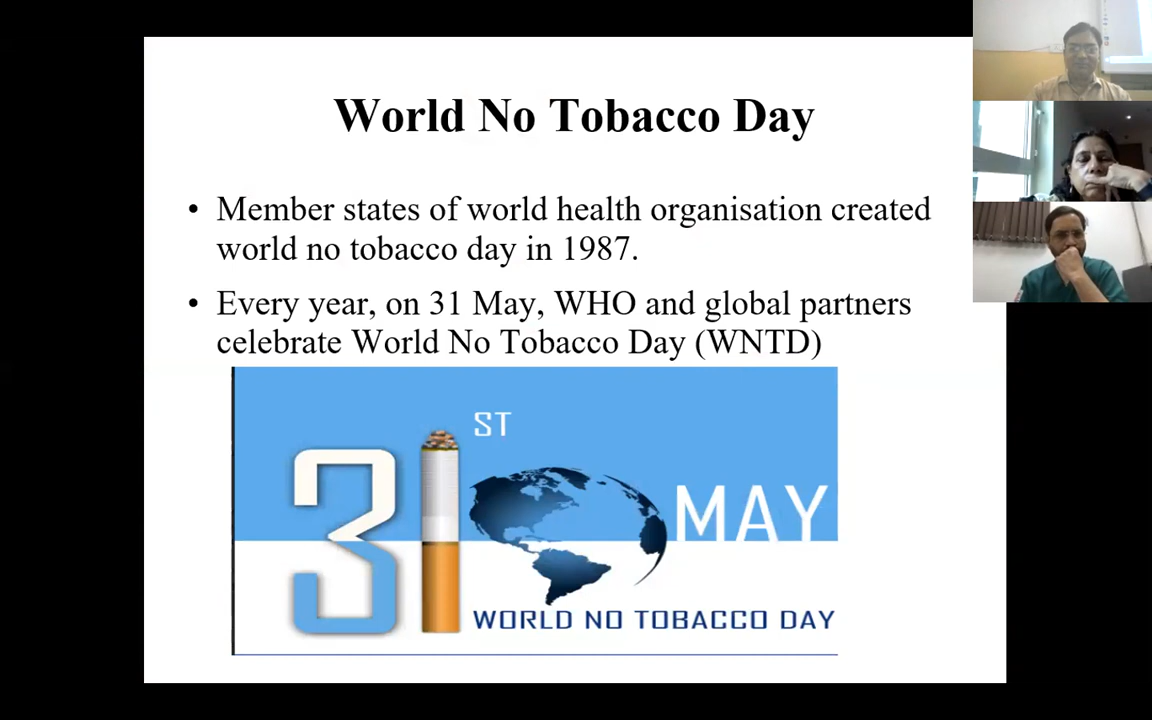 World No Tobacco Day
• Member states of world health organisation created
world no tobacco day in 1987.
• Every year, on 31 May, WHO and global partners
celebrate World No Tobacco Day (WNTD)
31 ST
MAY
WORLD NO TOBACCO DAY